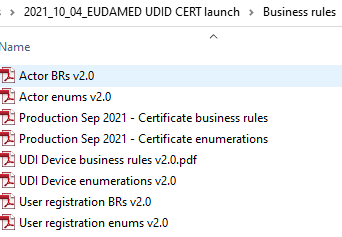 2021_10_04_EUDAMED UDID CERT launch > Business rules
Name
Actor BRs v2.0
Actor enums v2.0
Production Sep 2021 - Certificate business rules
Production Sep 2021 - Certificate enumerations
UDI Device business rules v2.0.pdf
UDI Device enumerations v2.0
User registration BRs v2.0
User registration enums v2.0